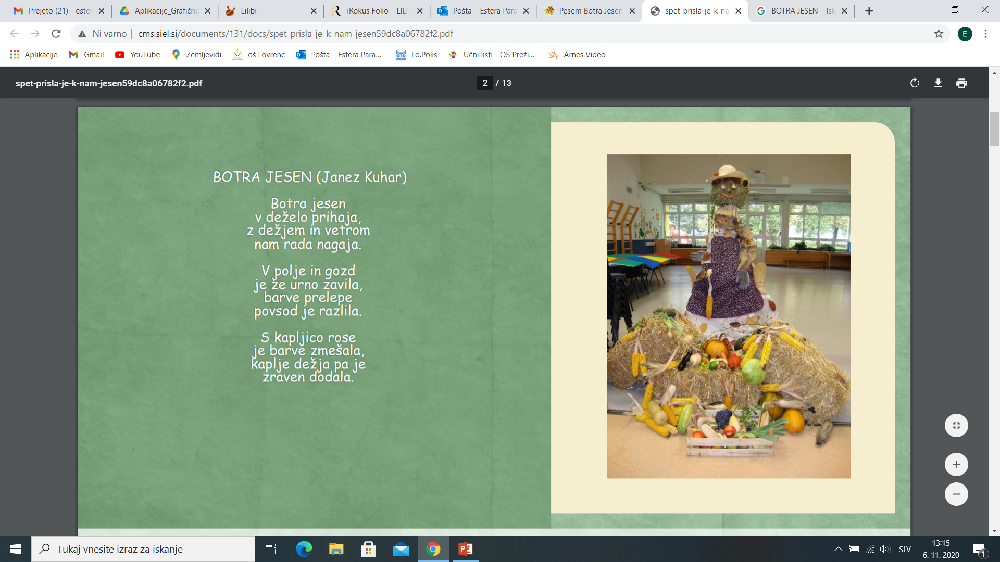 Prejeto (21) - ester
Aplikacije_Grafično
Lilibi
iRokus Folio – LILI
Pošta – Estera Para
Pesem Botra Jesen
spet-prisla-je-k-na
BOTRA JESEN – Isk
Ni varno
cms.siel.si/documents/131/docs/spet-prisla-je-k-nam-jesen59dc8a06782f2.pdf
E
Aplikacije
Gmail
YouTube
Zemljevidi
oš Lovrenc
Pošta – Estera Para...
Lo.Polis
Učni listi - OŠ Preži...
Arnes Video
spet-prisla-je-k-nam-jesen59dc8a06782f2.pdf
2 / 13
BOTRA JESEN (Janez Kuhar)
Botra jesen
v deželo prihaja,
z dežjem in vetrom
nam rada nagaja.
V polje in gozd
je že urno zavila,
barve prelepe
povsod je razlila.
S kapljico rose
je barve zmešala,
kaplje dežja pa je
zraven dodala.
Tukaj vnesite izraz za iskanje
SLV
13:15
6. 11. 2020
1